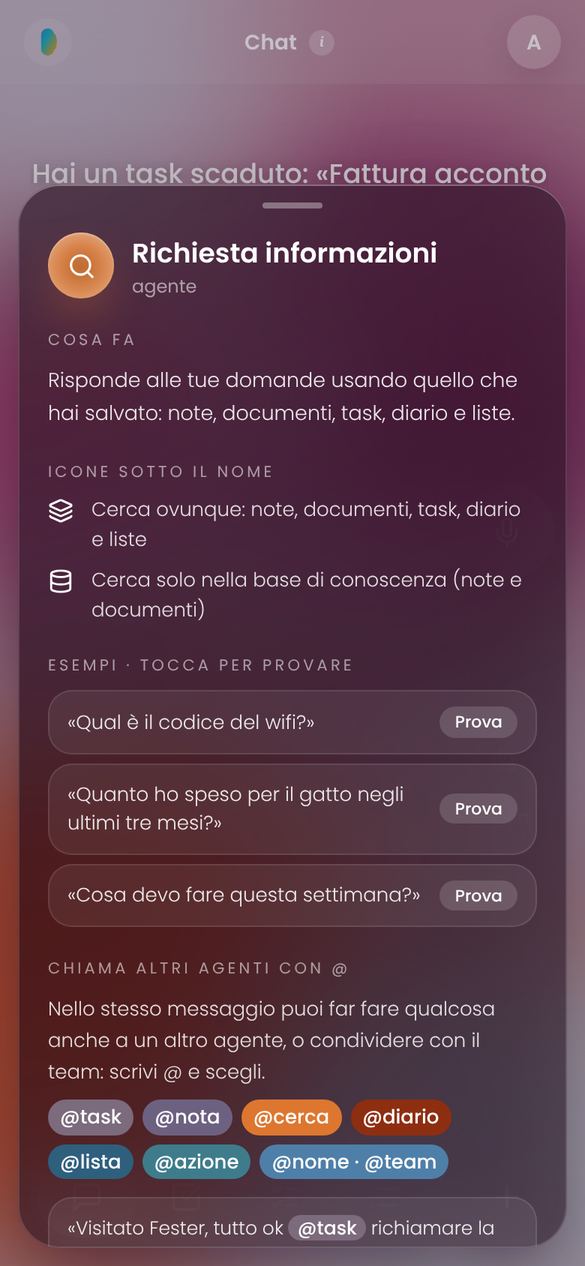 Chat i A
Hai un task scaduto: «Fattura acconto
Richiesta informazioni
agente
COSA FA
Risponde alle tue domande usando quello che
hai salvato: note, documenti, task, diario e liste.
ICONE SOTTO IL NOME
Cerca ovunque: note, documenti, task, diario
e liste
Cerca solo nella base di conoscenza (note e
documenti)
ESEMPI · TOCCA PER PROVARE
«Qual è il codice del wifi?» Prova
«Quanto ho speso per il gatto negli
ultimi tre mesi?» Prova
«Cosa devo fare questa settimana?» Prova
CHIAMA ALTRI AGENTI CON @
Nello stesso messaggio puoi far fare qualcosa
anche a un altro agente, o condividere con il
team: scrivi @ e scegli.
@task @nota @cerca @diario
@lista @azione @nome · @team
«Visitato Fester, tutto ok @task richiamare la